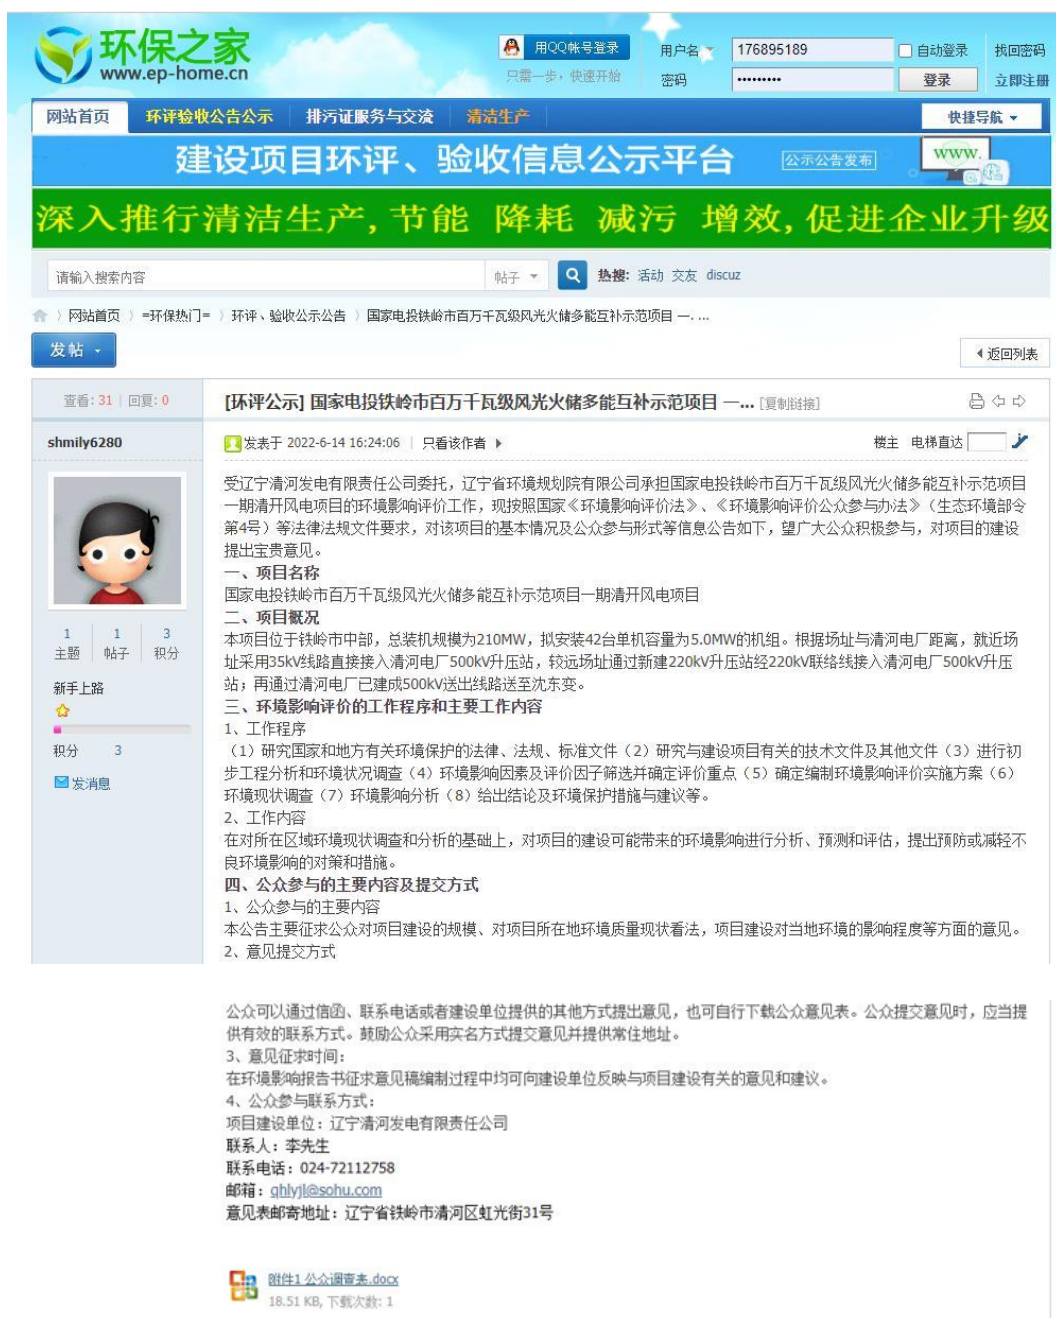 环保之家
www.ep-home.cn
用QQ帐号登录
只需一步，快速开始
用户名
176895189
自动登录
找回密码
密码
•••••••••
登录
立即注册
网站首页
环评验收公告公示
排污证服务与交流
清洁生产
快捷导航
建设项目环评、验收信息公示平台
公示公告发布
www.
深入推行清洁生产,节能 降耗 减污 增效,促进企业升级
请输入搜索内容
帖子
热搜: 活动 交友 discuz
网站首页 〉 =环保热门= 〉 环评、验收公示公告 〉 国家电投铁岭市百万千瓦级风光火储多能互补示范项目 一. ...
发帖
返回列表
查看: 31 | 回复: 0
[环评公示] 国家电投铁岭市百万千瓦级风光火储多能互补示范项目 一... [复制链接]
shmily6280
发表于 2022-6-14 16:24:06 | 只看该作者
楼主 电梯直达
受辽宁清河发电有限责任公司委托，辽宁省环境规划院有限公司承担国家电投铁岭市百万千瓦级风光火储多能互补示范项目
一期清开风电项目的环境影响评价工作，现按照国家《环境影响评价法》、《环境影响评价公众参与办法》（生态环境部令
第4号）等法律法规文件要求，对该项目的基本情况及公众参与形式等信息公告如下，望广大公众积极参与，对项目的建设
提出宝贵意见。
一、项目名称
国家电投铁岭市百万千瓦级风光火储多能互补示范项目一期清开风电项目
二、项目概况
本项目位于铁岭市中部，总装机规模为210MW，拟安装42台单机容量为5.0MW的机组。根据场址与清河电厂距离，就近场
址采用35kV线路直接接入清河电厂500kV升压站，较远场址通过新建220kV升压站经220kV联络线接入清河电厂500kV升压
站；再通过清河电厂已建成500kV送出线路送至沈东变。
三、环境影响评价的工作程序和主要工作内容
1、工作程序
（1）研究国家和地方有关环境保护的法律、法规、标准文件（2）研究与建设项目有关的技术文件及其他文件（3）进行初
步工程分析和环境状况调查（4）环境影响因素及评价因子筛选并确定评价重点（5）确定编制环境影响评价实施方案（6）
环境现状调查（7）环境影响分析（8）给出结论及环境保护措施与建议等。
2、工作内容
在对所在区域环境现状调查和分析的基础上，对项目的建设可能带来的环境影响进行分析、预测和评估，提出预防或减轻不
良环境影响的对策和措施。
四、公众参与的主要内容及提交方式
1、公众参与的主要内容
本公告主要征求公众对项目建设的规模、对项目所在地环境质量现状看法，项目建设对当地环境的影响程度等方面的意见。
2、意见提交方式
1 1 3
主题 帖子 积分
新手上路
积分 3
发消息
公众可以通过信函、联系电话或者建设单位提供的其他方式提出意见，也可自行下载公众意见表。公众提交意见时，应当提
供有效的联系方式。鼓励公众采用实名方式提交意见并提供常住地址。
3、意见征求时间：
在环境影响报告书征求意见稿编制过程中均可向建设单位反映与项目建设有关的意见和建议。
4、公众参与联系方式：
项目建设单位：辽宁清河发电有限责任公司
联系人：李先生
联系电话：024-72112758
邮箱：qhlyjl@sohu.com
意见表邮寄地址：辽宁省铁岭市清河区虹光街31号
附件1 公众调查表.docx
18.51 KB, 下载次数: 1